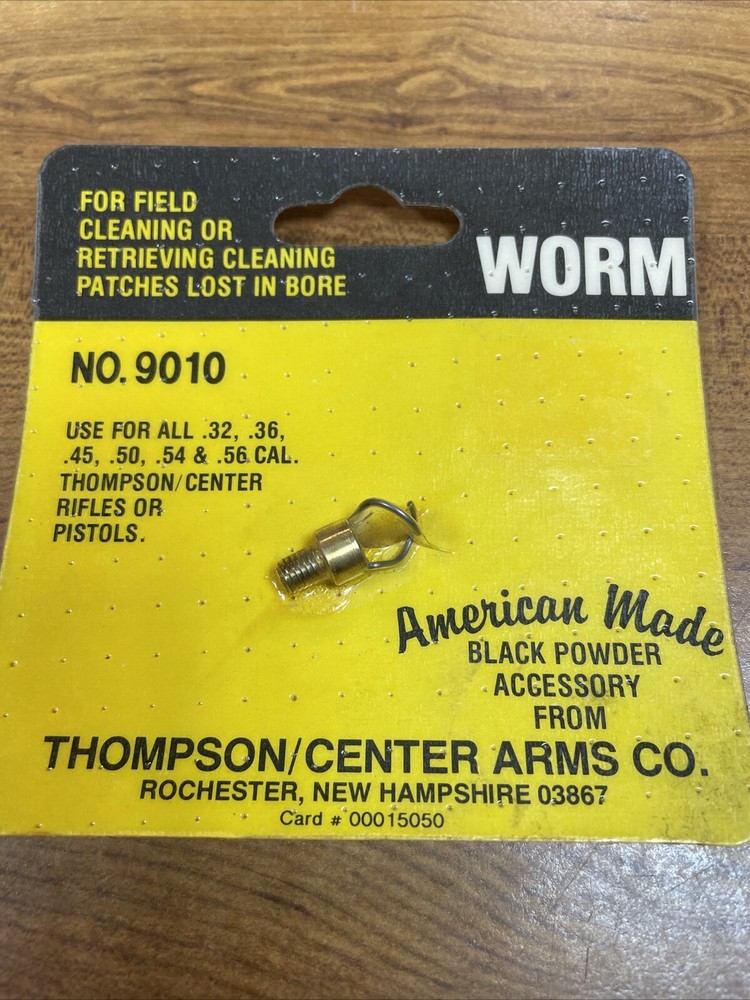 FOR FIELD
CLEANING OR
RETRIEVING CLEANING
PATCHES LOST IN BORE
WORM
NO. 9010
USE FOR ALL .32, .36,
.45, .50, .54 & .56 CAL.
THOMPSON/CENTER
RIFLES OR
PISTOLS.
American Made
BLACK POWDER
ACCESSORY
FROM
THOMPSON/CENTER ARMS CO.
ROCHESTER, NEW HAMPSHIRE 03867
Card # 00015050